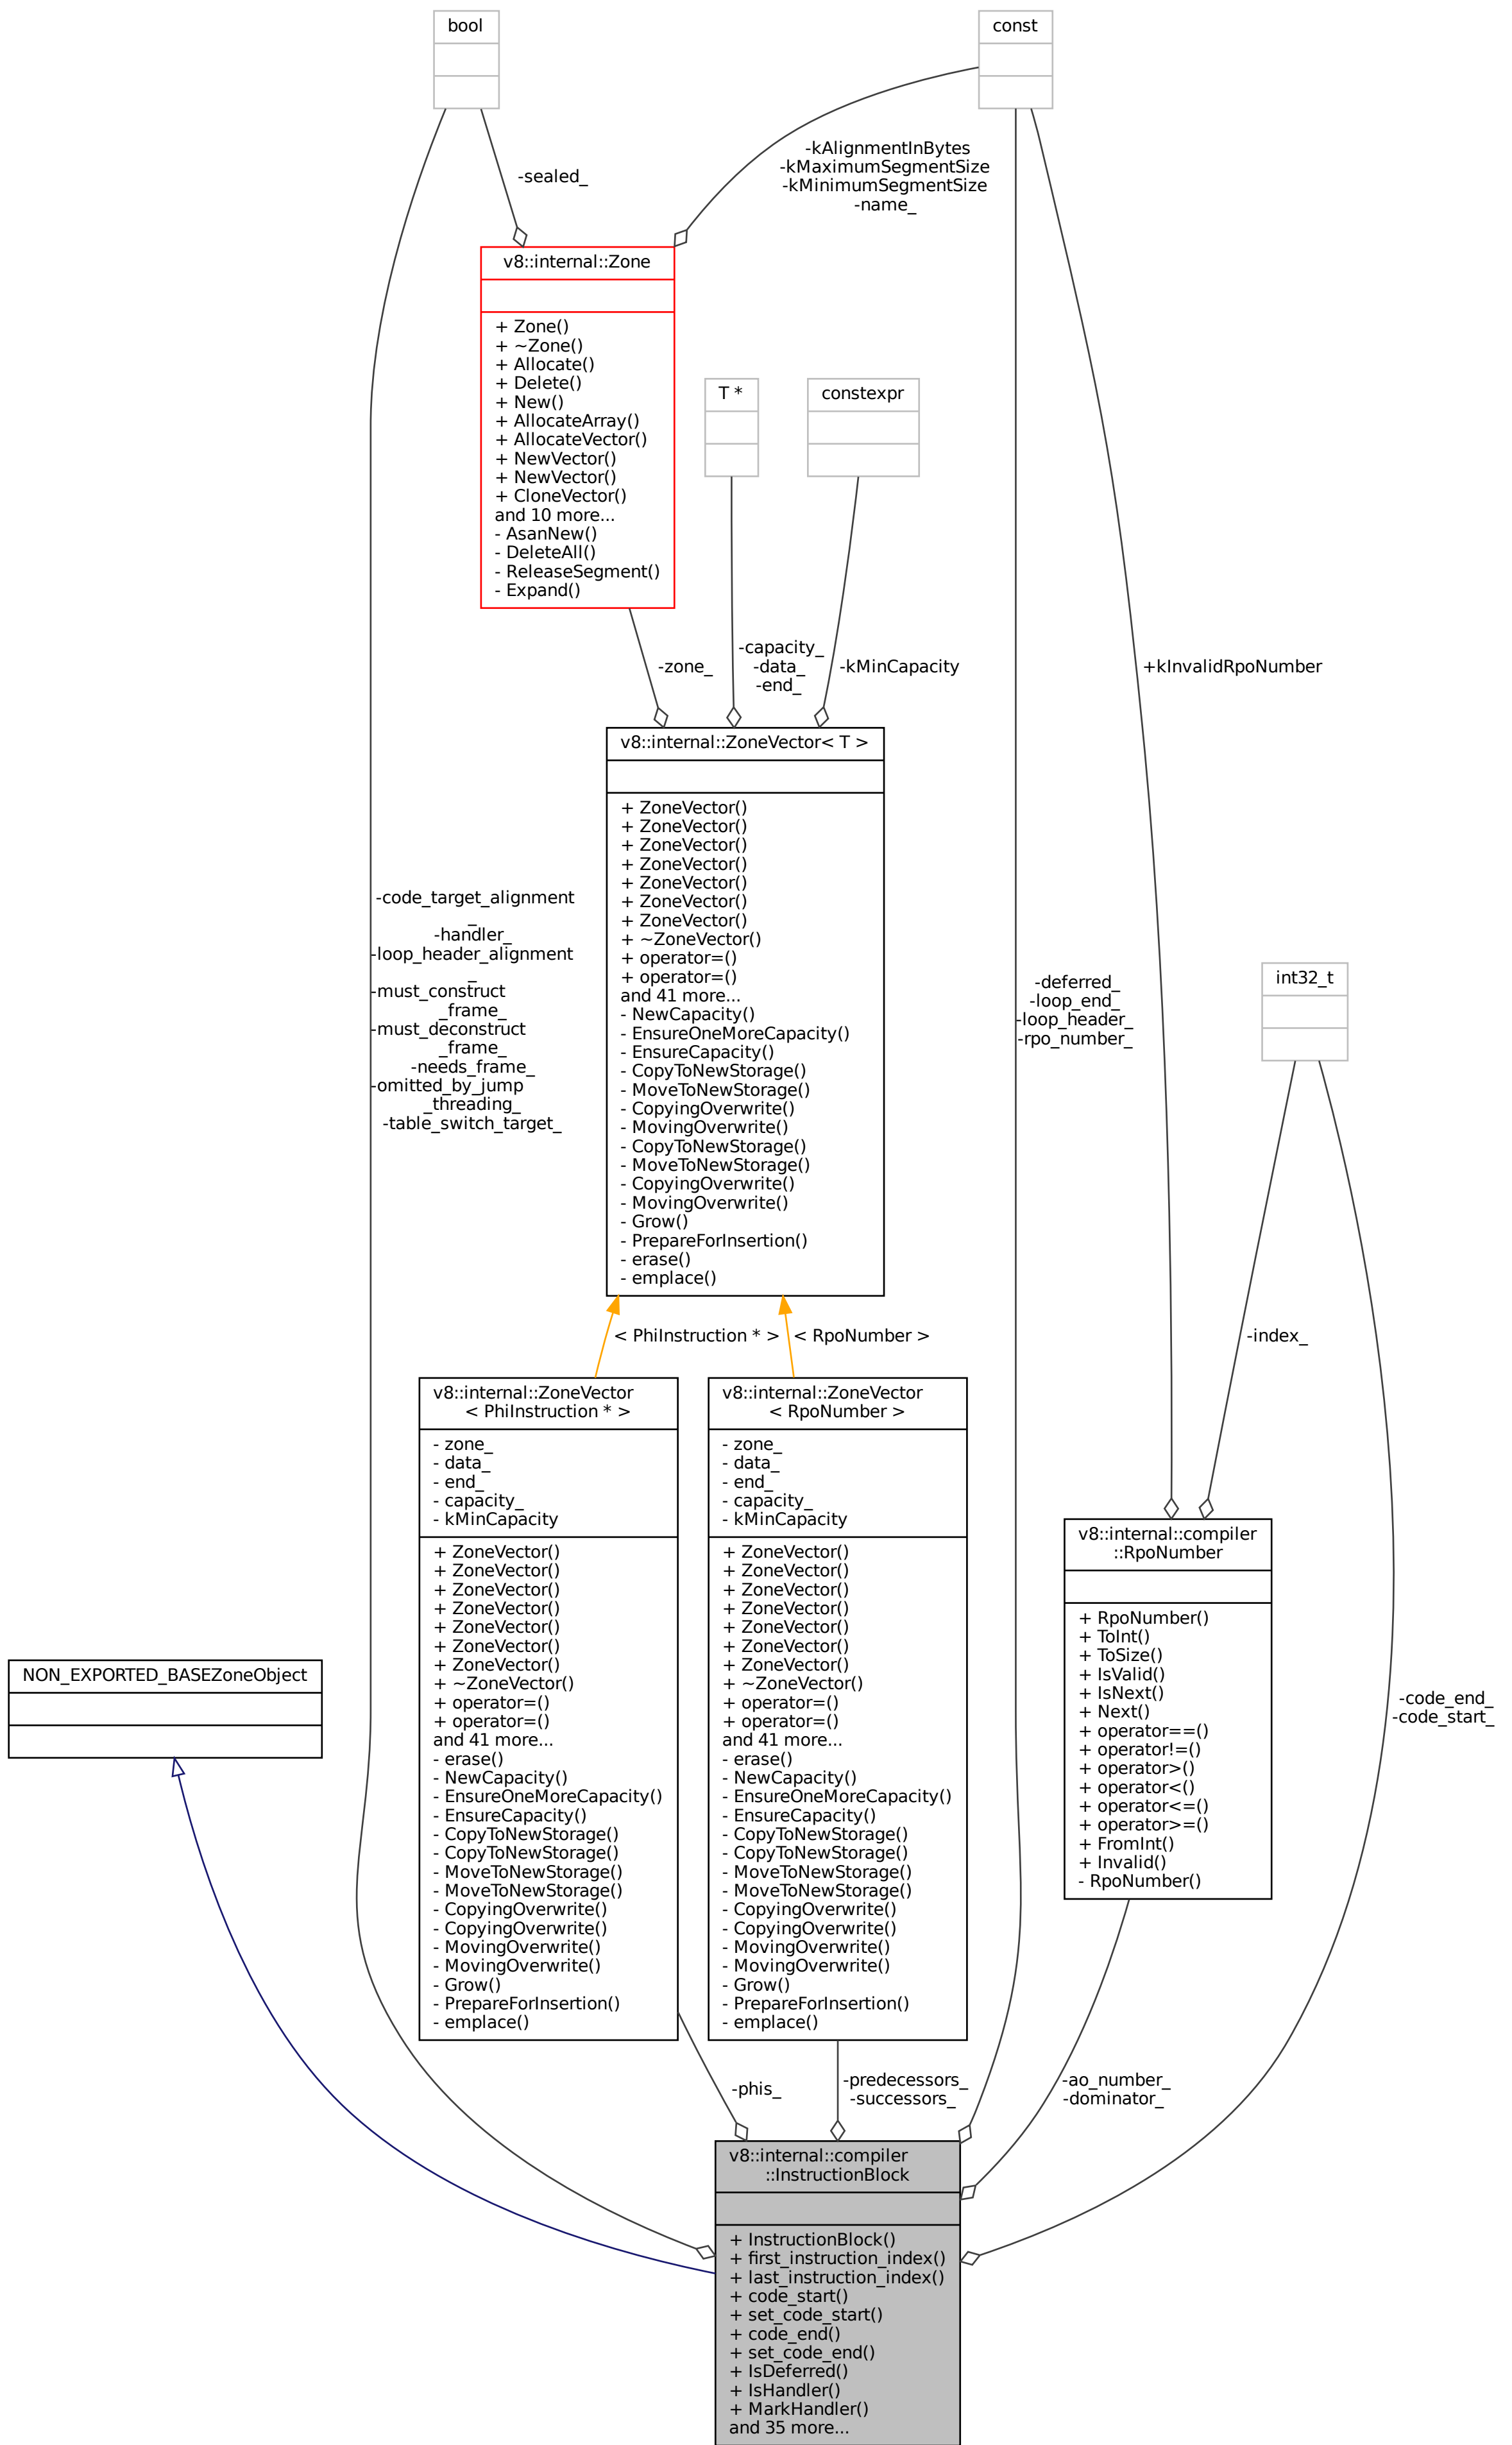 bool
const
-sealed_
-kAlignmentInBytes
-kMaximumSegmentSize
-kMinimumSegmentSize
-name_
v8::internal::Zone
+ Zone()
+ ~Zone()
+ Allocate()
+ Delete()
+ New()
+ AllocateArray()
+ AllocateVector()
+ NewVector()
+ NewVector()
+ CloneVector()
and 10 more...
- AsanNew()
- DeleteAll()
- ReleaseSegment()
- Expand()
T *
constexpr
-zone_
-capacity_
-data_
-end_
-kMinCapacity
+kInvalidRpoNumber
v8::internal::ZoneVector< T >
+ ZoneVector()
+ ZoneVector()
+ ZoneVector()
+ ZoneVector()
+ ZoneVector()
+ ZoneVector()
+ ZoneVector()
+ ~ZoneVector()
+ operator=()
+ operator=()
and 41 more...
- NewCapacity()
- EnsureOneMoreCapacity()
- EnsureCapacity()
- CopyToNewStorage()
- MoveToNewStorage()
- CopyingOverwrite()
- MovingOverwrite()
- CopyToNewStorage()
- MoveToNewStorage()
- CopyingOverwrite()
- MovingOverwrite()
- Grow()
- PrepareForInsertion()
- erase()
- emplace()
-code_target_alignment
_
-handler_
-loop_header_alignment
_
-must_construct
_frame_
-must_deconstruct
_frame_
-needs_frame_
-omitted_by_jump
_threading_
-table_switch_target_
-deferred_
-loop_end_
-loop_header_
-rpo_number_
int32_t
< PhiInstruction * >
< RpoNumber >
-index_
v8::internal::ZoneVector
< PhiInstruction * >
- zone_
- data_
- end_
- capacity_
- kMinCapacity
+ ZoneVector()
+ ZoneVector()
+ ZoneVector()
+ ZoneVector()
+ ZoneVector()
+ ZoneVector()
+ ZoneVector()
+ ~ZoneVector()
+ operator=()
+ operator=()
and 41 more...
- erase()
- NewCapacity()
- EnsureOneMoreCapacity()
- EnsureCapacity()
- CopyToNewStorage()
- CopyToNewStorage()
- MoveToNewStorage()
- MoveToNewStorage()
- CopyingOverwrite()
- CopyingOverwrite()
- MovingOverwrite()
- MovingOverwrite()
- Grow()
- PrepareForInsertion()
- emplace()
v8::internal::ZoneVector
< RpoNumber >
- zone_
- data_
- end_
- capacity_
- kMinCapacity
+ ZoneVector()
+ ZoneVector()
+ ZoneVector()
+ ZoneVector()
+ ZoneVector()
+ ZoneVector()
+ ZoneVector()
+ ~ZoneVector()
+ operator=()
+ operator=()
and 41 more...
- erase()
- NewCapacity()
- EnsureOneMoreCapacity()
- EnsureCapacity()
- CopyToNewStorage()
- CopyToNewStorage()
- MoveToNewStorage()
- MoveToNewStorage()
- CopyingOverwrite()
- CopyingOverwrite()
- MovingOverwrite()
- MovingOverwrite()
- Grow()
- PrepareForInsertion()
- emplace()
v8::internal::compiler
::RpoNumber
+ RpoNumber()
+ ToInt()
+ ToSize()
+ IsValid()
+ IsNext()
+ Next()
+ operator==()
+ operator!=()
+ operator>()
+ operator<()
+ operator<=()
+ operator>=()
+ FromInt()
+ Invalid()
- RpoNumber()
NON_EXPORTED_BASEZoneObject
-code_end_
-code_start_
-phis_
-predecessors_
-successors_
-ao_number_
-dominator_
v8::internal::compiler
::InstructionBlock
+ InstructionBlock()
+ first_instruction_index()
+ last_instruction_index()
+ code_start()
+ set_code_start()
+ code_end()
+ set_code_end()
+ IsDeferred()
+ IsHandler()
+ MarkHandler()
and 35 more...